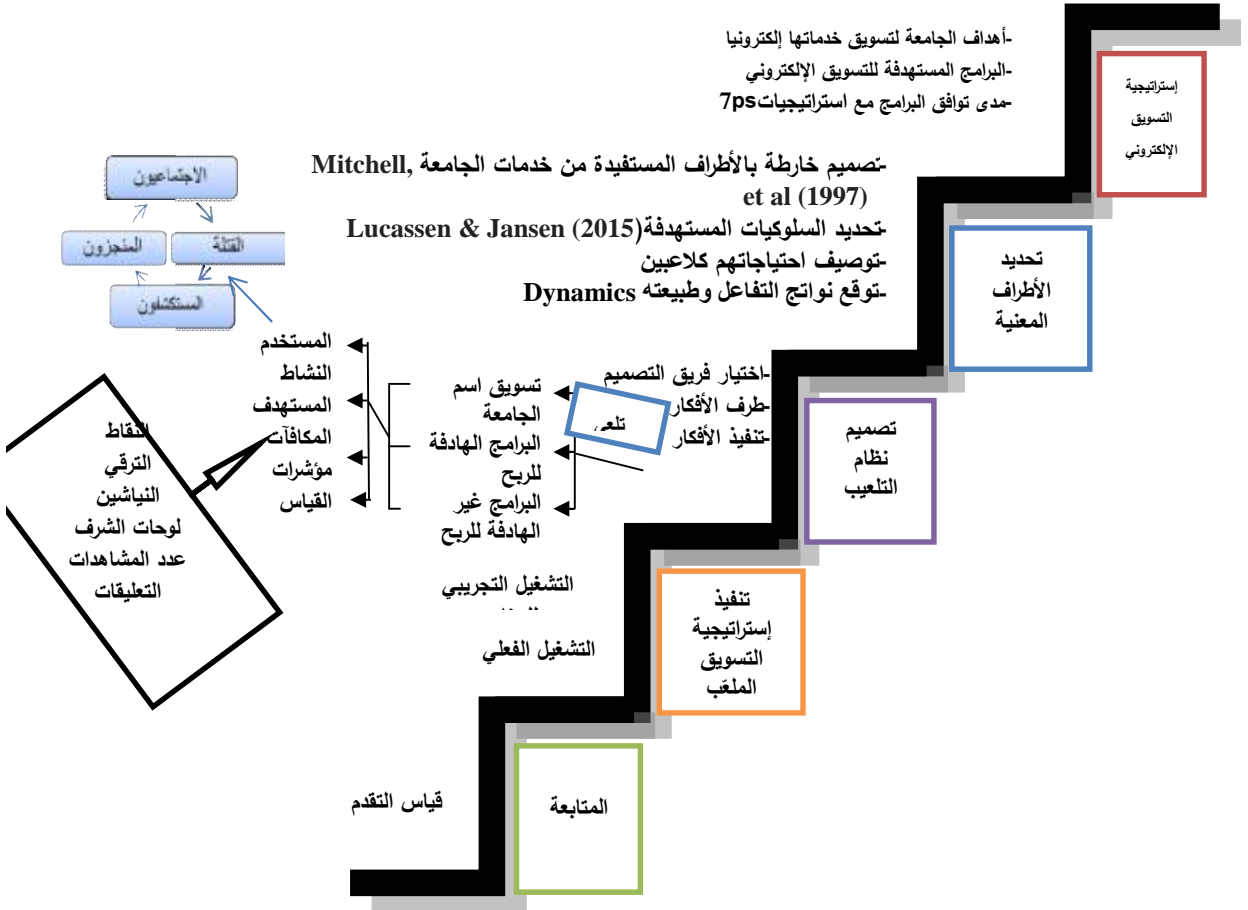 -أهداف الجامعة لتسويق خدماتها إلكترونيا
-البرامج المستهدفة للتسويق الإلكتروني
-مدى توافق البرامج مع استراتيجيات7ps
إستراتيجية
التسويق
الإلكتروني
-تصميم خارطة بالأطراف المستفيدة من خدمات الجامعة Mitchell,
et al (1997)
-تحديد السلوكيات المستهدفة(2015) Lucassen & Jansen
-توصيف احتياجاتهم كلاعبين
-توقع نواتج التفاعل وطبيعته Dynamics
تحديد
الأطراف
المعنية
الاجتماعيون
القتلة
المنجزون
المستكشفون
-اختيار فريق التصميم
-طرف الأفكار
-تنفيذ الأفكار
تصميم
نظام
التلعيب
تسويق اسم
الجامعة
البرامج الهادفة
للربح
البرامج غير
الهادفة للربح
المستخدم
النشاط
المستهدف
المكافآت
مؤشرات
القياس
النقاط
الترقي
النياشين
لوحات الشرف
عدد المشاهدات
التعليقات
التشغيل التجريبي
التشغيل الفعلي
تنفيذ
إستراتيجية
التسويق
الملعّب
قياس التقدم
المتابعة